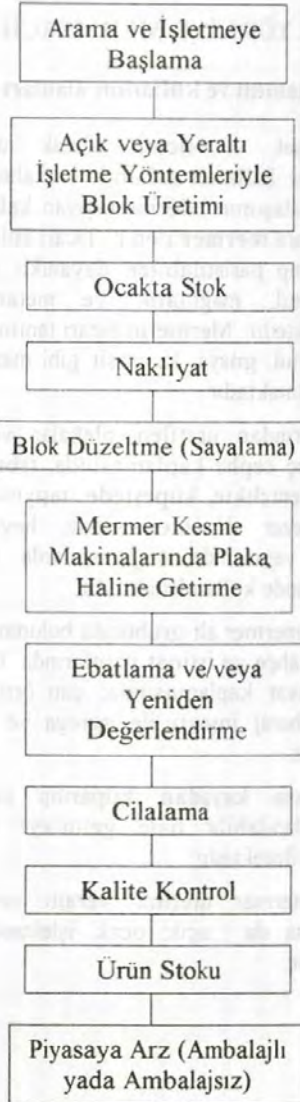 Arama ve İşletmeye
Başlama
Açık veya Yeraltı
İşletme Yöntemleriyle
Blok Üretimi
Ocakta Stok
Nakliyat
Blok Düzeltme (Sayalama)
Mermer Kesme
Makinalarında Plaka
Haline Getirme
Ebatlama ve/veya
Yeniden
Değerlendirme
Cilalama
Kalite Kontrol
Ürün Stoku
Piyasaya Arz (Ambalajlı
yada Ambalajsız)